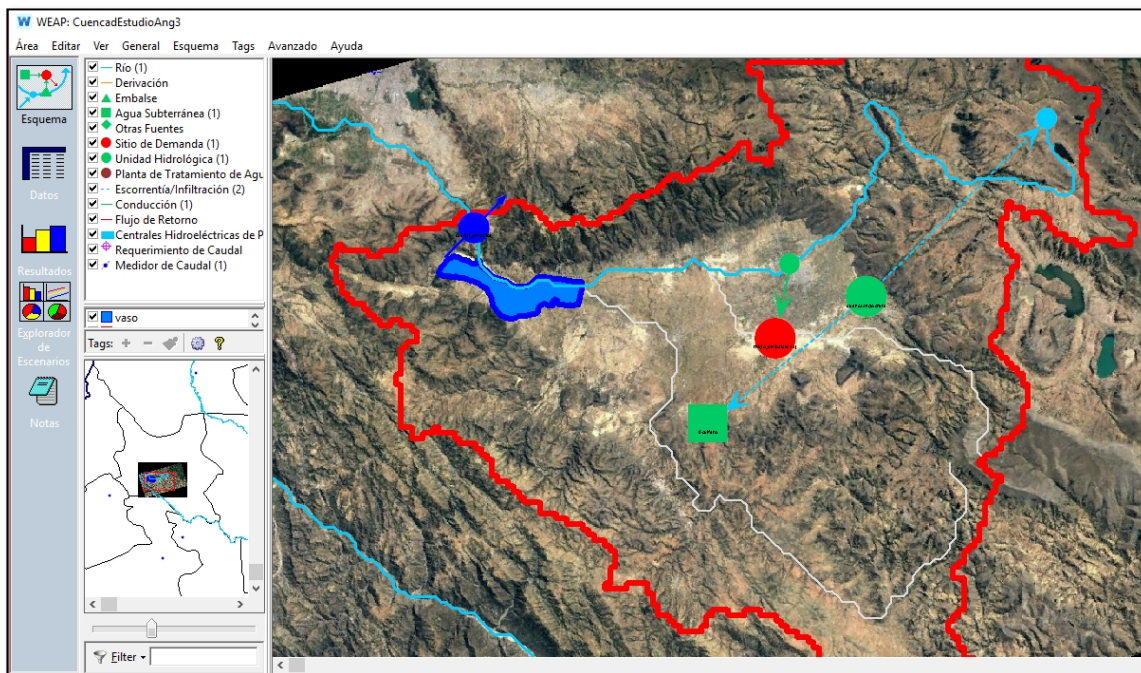 WEAP: CuencadEstudioAng3
Área Editar Ver General Esquema Tags Avanzado Ayuda
Esquema
Datos
Resultados
Explorador
de
Escenarios
Notas
Río (1)
Derivación
Embalse
Agua Subterránea (1)
Otras Fuentes
Sitio de Demanda (1)
Unidad Hidrológica (1)
Planta de Tratamiento de Agu
Escorrentía/Infiltración (2)
Conducción (1)
Flujo de Retorno
Centrales Hidroeléctricas de P
Requerimiento de Caudal
Medidor de Caudal (1)
vaso
Tags:
Filter